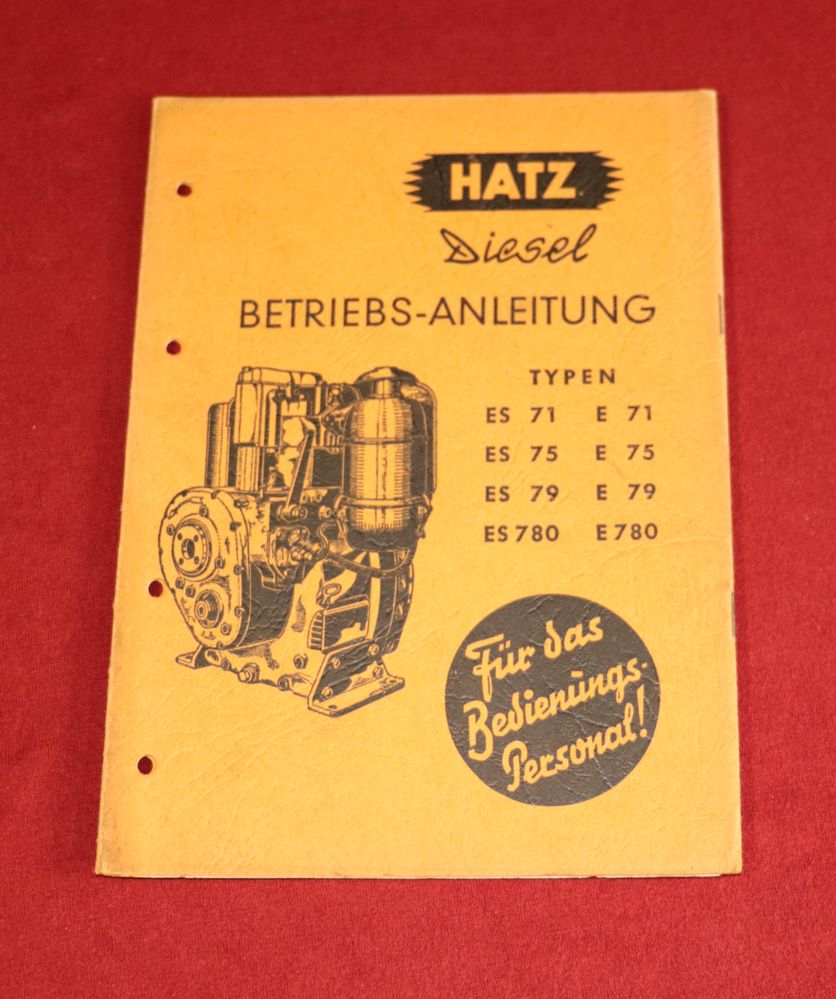 HATZ
Diesel
BETRIEBS-ANLEITUNG
TYPEN
ES 71 E 71
ES 75 E 75
ES 79 E 79
ES 780 E 780
Für das
Bedienungs-
Personal!